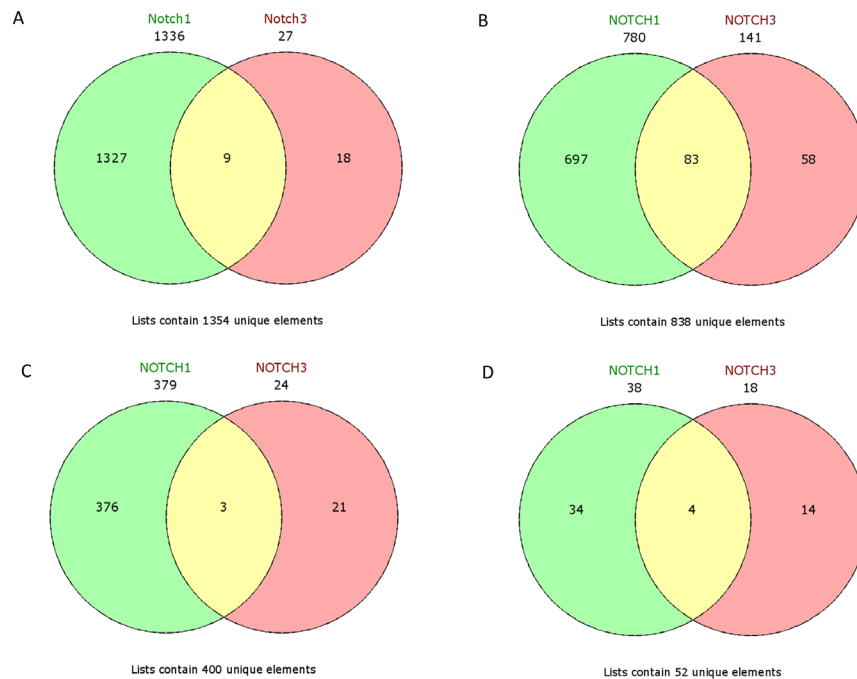 A
Notch1 Notch3
1336 27
1327 9 18
Lists contain 1354 unique elements
B
NOTCH1 NOTCH3
780 141
697 83 58
Lists contain 838 unique elements
C
NOTCH1 NOTCH3
379 24
376 3 21
Lists contain 400 unique elements
D
NOTCH1 NOTCH3
38 18
34 4 14
Lists contain 52 unique elements